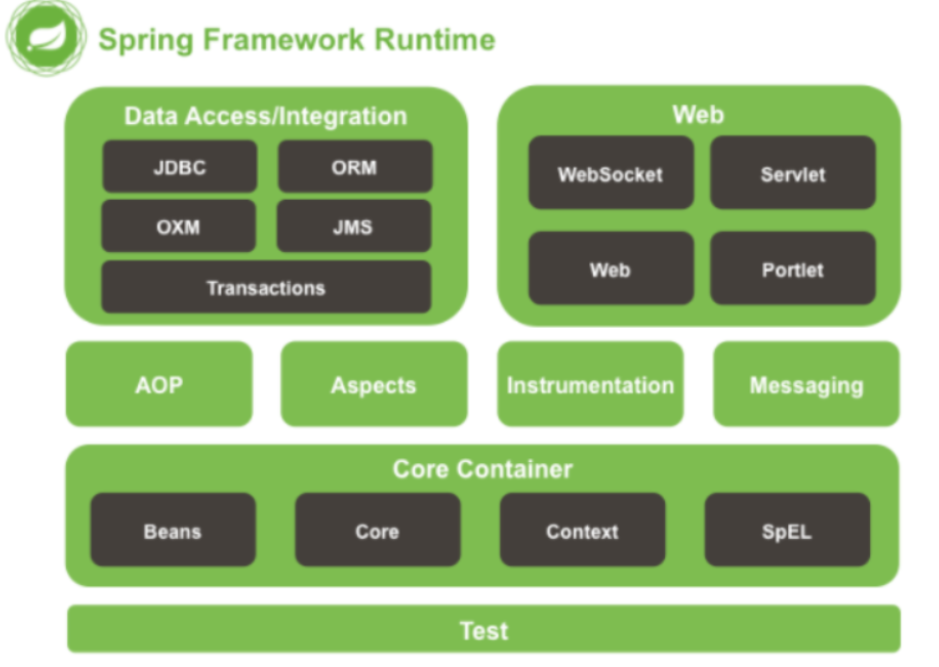 Spring Framework Runtime
Data Access/Integration
JDBC
ORM
OXM
JMS
Transactions
Web
WebSocket
Servlet
Web
Portlet
AOP
Aspects
Instrumentation
Messaging
Core Container
Beans
Core
Context
SpEL
Test